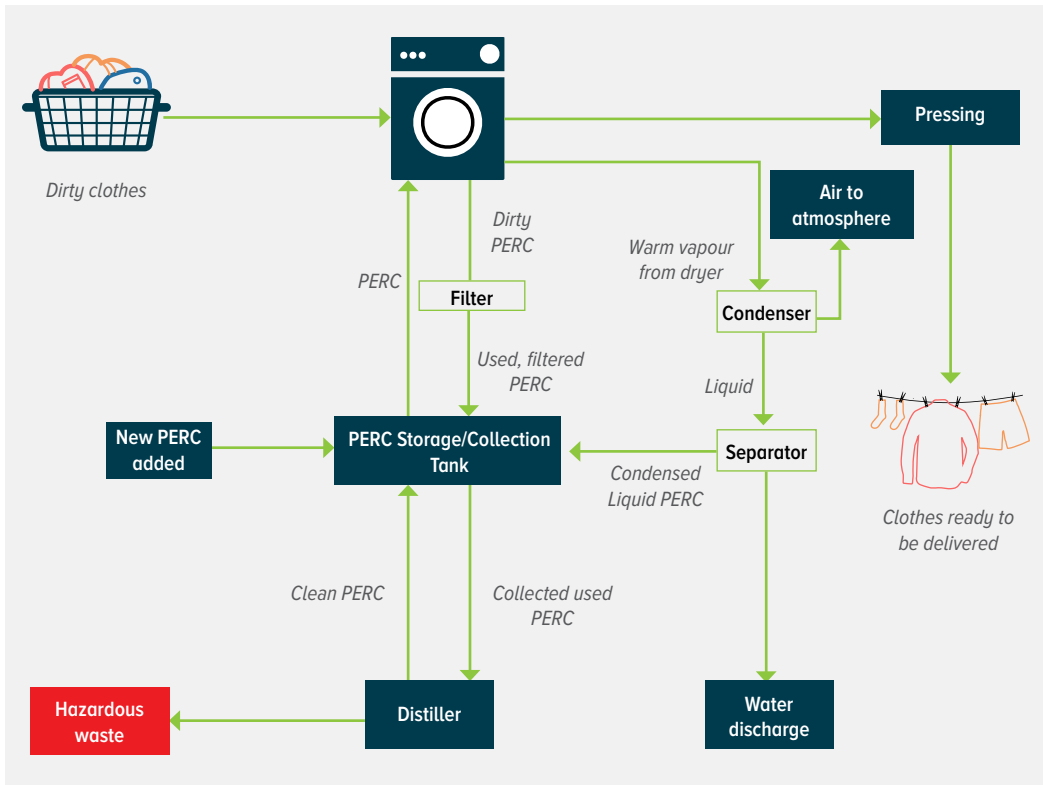 Dirty clothes
Pressing
Air to
atmosphere
Dirty
PERC
PERC
Warm vapour
from dryer
Filter
Condenser
Used, filtered
PERC
Liquid
New PERC
added
PERC Storage/Collection
Tank
Separator
Condensed
Liquid PERC
Clothes ready to
be delivered
Clean PERC
Collected used
PERC
Hazardous
waste
Distiller
Water
discharge